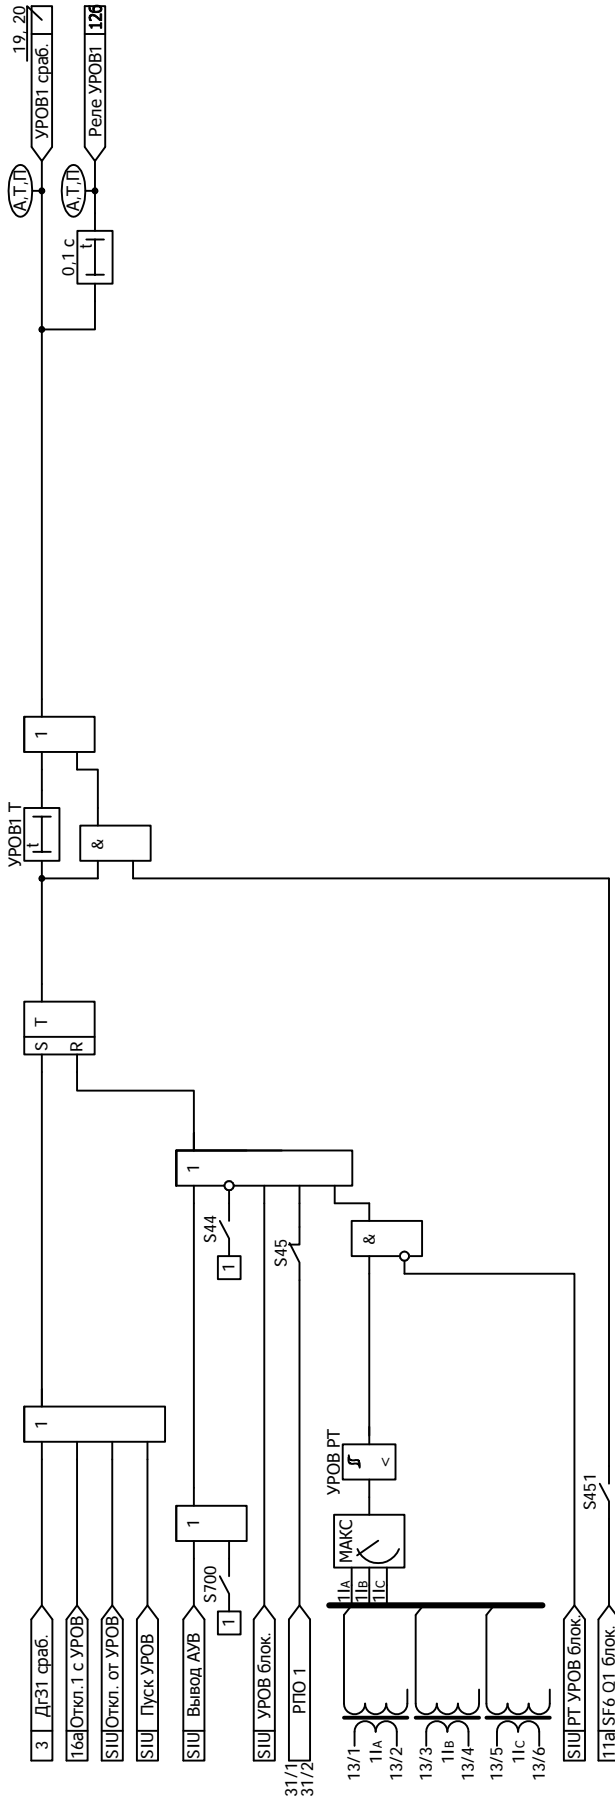 19, 20
УРОВ1 сраб.
Реле УРОВ1 126
А,Т,П
А,Т,П
0,1 с
t
1
УРОВ1 Т
t
&
S T
R
1
S44
1
S45
&
1
УРОВ РТ
<
1
S700
1
МАКС
1IA
1IB
1IC
S451
3 ДгЗ1 сраб.
16а Откл.1 с УРОВ
SIU Откл. от УРОВ
SIU Пуск УРОВ
SIU Вывод АУВ
SIU УРОВ блок.
РПО 1
31/1
31/2
13/1
1IA
13/2
13/3
1IB
13/4
13/5
1IC
13/6
SIU РТ УРОВ блок.
11а SF6 Q1 блок.